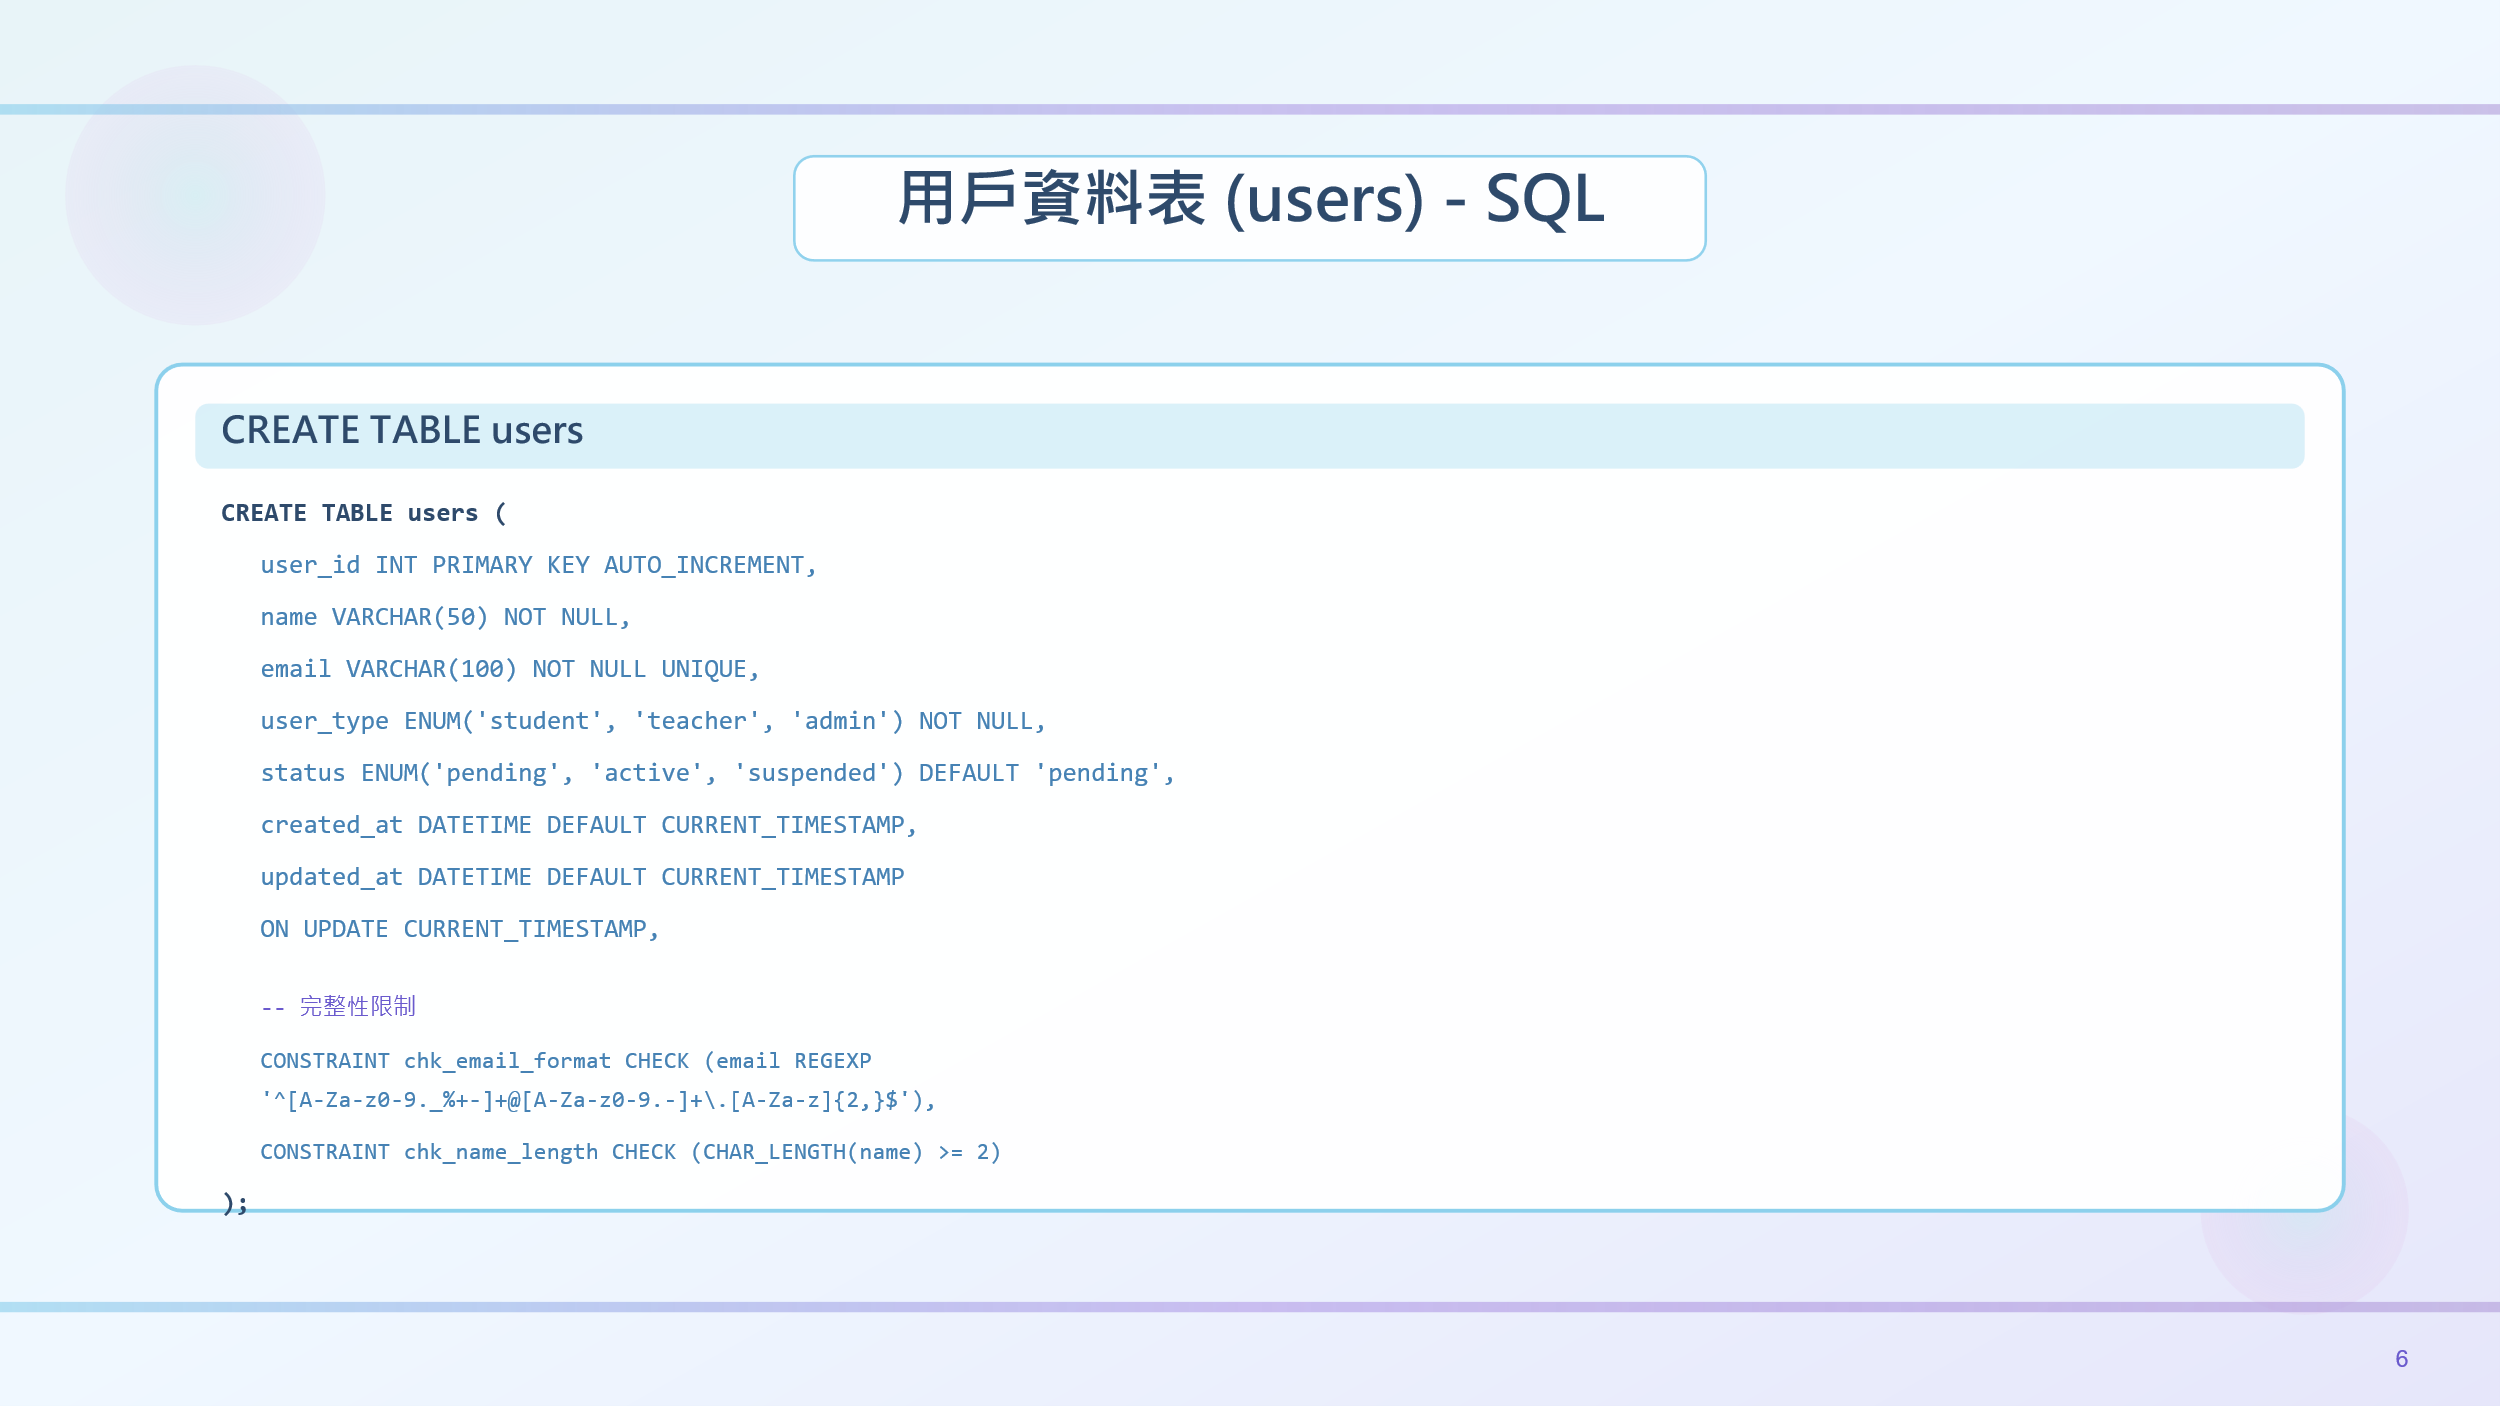 用戶資料表 (users) - SQL
CREATE TABLE users
CREATE TABLE users (
user_id INT PRIMARY KEY AUTO_INCREMENT,
name VARCHAR(50) NOT NULL,
email VARCHAR(100) NOT NULL UNIQUE,
user_type ENUM('student', 'teacher', 'admin') NOT NULL,
status ENUM('pending', 'active', 'suspended') DEFAULT 'pending',
created_at DATETIME DEFAULT CURRENT_TIMESTAMP,
updated_at DATETIME DEFAULT CURRENT_TIMESTAMP
ON UPDATE CURRENT_TIMESTAMP,
-- 完整性限制
CONSTRAINT chk_email_format CHECK (email REGEXP
'^[A-Za-z0-9._%+-]+@[A-Za-z0-9.-]+\.[A-Za-z]{2,}$'),
CONSTRAINT chk_name_length CHECK (CHAR_LENGTH(name) >= 2)
);
6